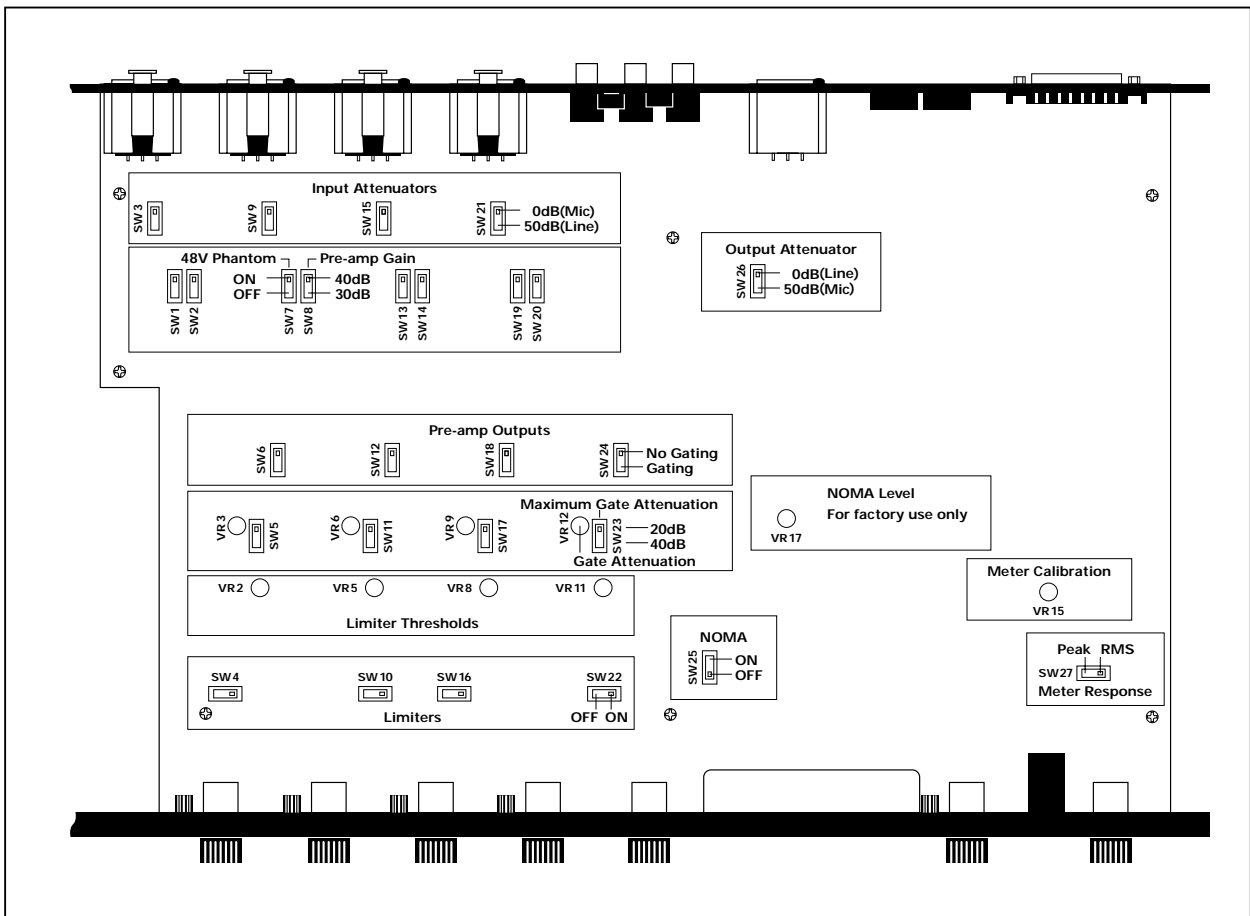 Input Attenuators
SW3
SW9
SW15
SW21
0dB(Mic)
50dB(Line)
48V Phantom
Pre-amp Gain
ON
OFF
40dB
30dB
SW1
SW2
SW7
SW8
SW13
SW14
SW19
SW20
Output Attenuator
SW26
0dB(Line)
50dB(Mic)
Pre-amp Outputs
SW6
SW12
SW18
SW24
No Gating
Gating
Maximum Gate Attenuation
VR3
SW5
VR6
SW11
VR9
SW17
VR12
SW23
20dB
40dB
Gate Attenuation
NOMA Level
For factory use only
VR17
VR2
VR5
VR8
VR11
Limiter Thresholds
Meter Calibration
VR15
NOMA
SW25
ON
OFF
Peak RMS
SW27
Meter Response
SW4
SW10
SW16
SW22
Limiters
OFF ON